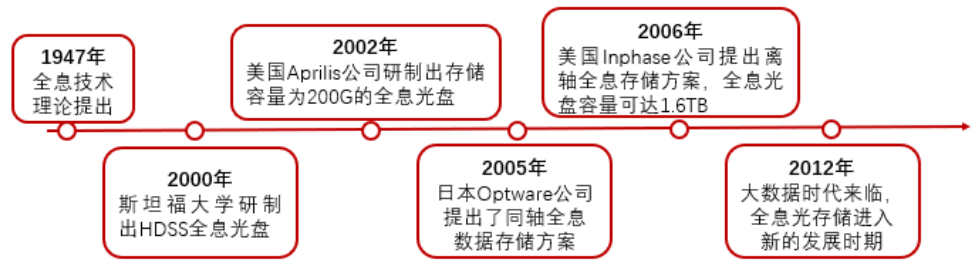 1947年
全息技术
理论提出
2000年
斯坦福大学研制
出HDSS全息光盘
2002年
美国Aprilis公司研制出存储
容量为200G的全息光盘
2005年
日本Optware公司
提出了同轴全息
数据存储方案
2006年
美国Inphase公司提出离
轴全息存储方案，全息光
盘容量可达1.6TB
2012年
大数据时代来临，
全息光存储进入
新的发展时期